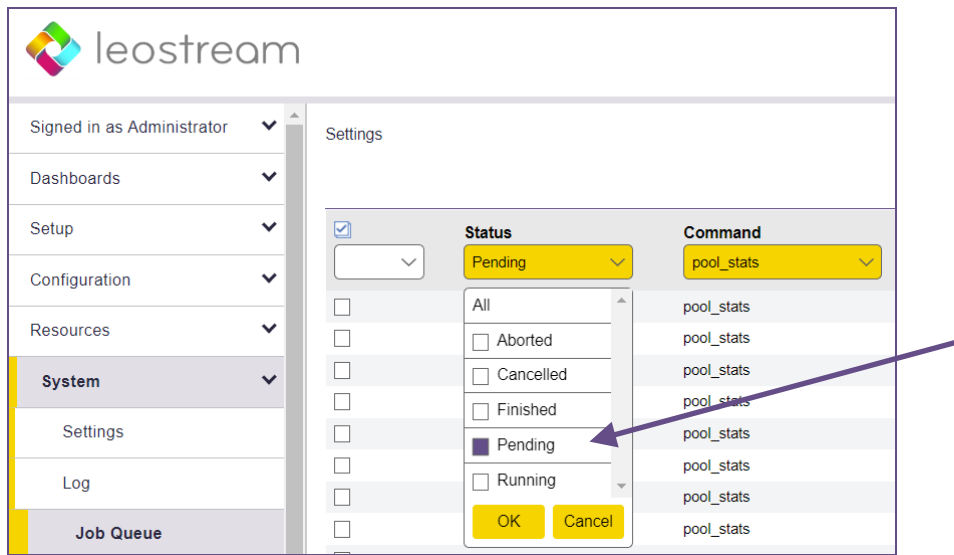 leostream
Signed in as Administrator
Dashboards
Setup
Configuration
Resources
System
Settings
Log
Job Queue
Settings
Status Command
Pending pool_stats
All
Aborted
Cancelled
Finished
Pending
Running
OK Cancel
pool_stats
pool_stats
pool_stats
pool_stats
pool_stats
pool_stats
pool_stats
pool_stats